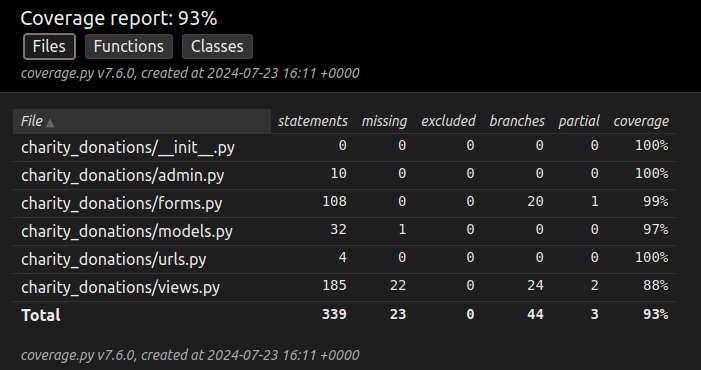 Coverage report: 93%
Files Functions Classes
coverage.py v7.6.0, created at 2024-07-23 16:11 +0000
File ▲ statements missing excluded branches partial coverage
charity_donations/__init__.py 0 0 0 0 0 100%
charity_donations/admin.py 10 0 0 0 0 100%
charity_donations/forms.py 108 0 0 20 1 99%
charity_donations/models.py 32 1 0 0 0 97%
charity_donations/urls.py 4 0 0 0 0 100%
charity_donations/views.py 185 22 0 24 2 88%
Total 339 23 0 44 3 93%
coverage.py v7.6.0, created at 2024-07-23 16:11 +0000